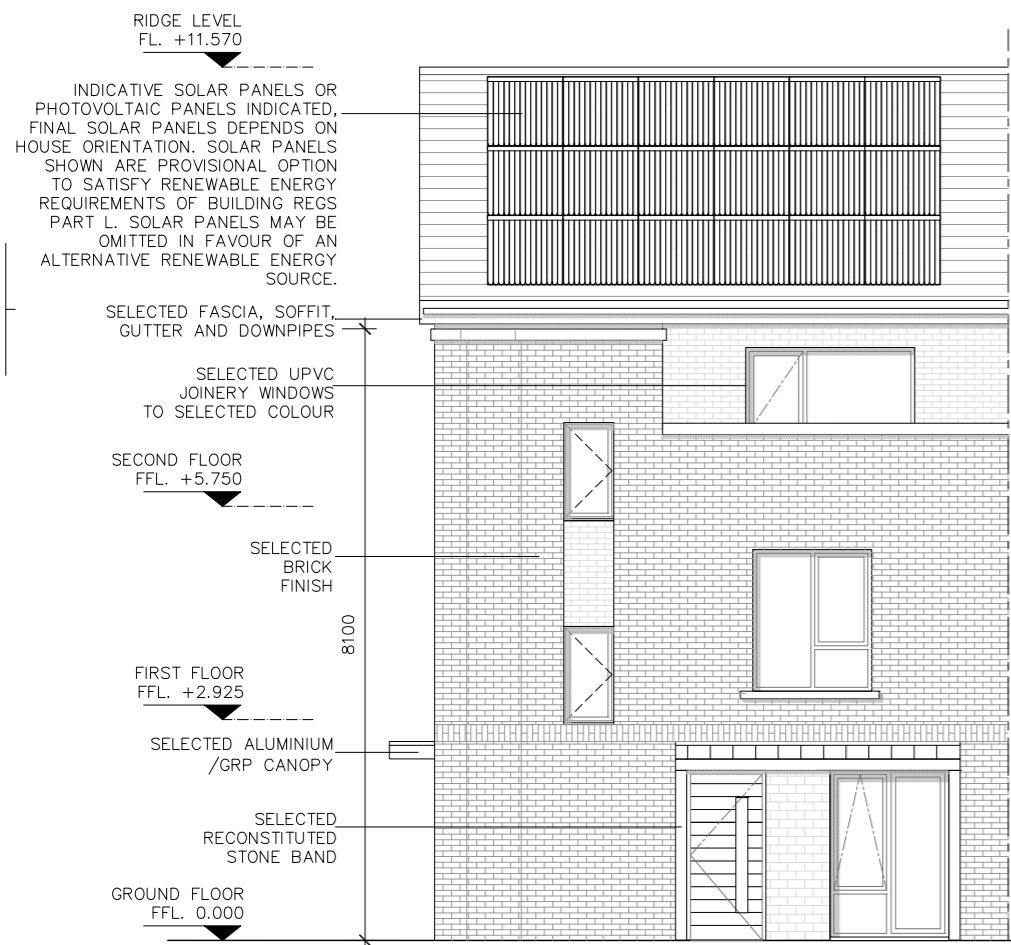 RIDGE LEVEL
FL. +11.570
INDICATIVE SOLAR PANELS OR
PHOTOVOLTAIC PANELS INDICATED,
FINAL SOLAR PANELS DEPENDS ON
HOUSE ORIENTATION. SOLAR PANELS
SHOWN ARE PROVISIONAL OPTION
TO SATISFY RENEWABLE ENERGY
REQUIREMENTS OF BUILDING REGS
PART L. SOLAR PANELS MAY BE
OMITTED IN FAVOUR OF AN
ALTERNATIVE RENEWABLE ENERGY
SOURCE.
SELECTED FASCIA, SOFFIT,
GUTTER AND DOWNPIPES
SELECTED UPVC
JOINERY WINDOWS
TO SELECTED COLOUR
SECOND FLOOR
FFL. +5.750
SELECTED
BRICK
FINISH
8100
FIRST FLOOR
FFL. +2.925
SELECTED ALUMINIUM
/GRP CANOPY
SELECTED
RECONSTITUTED
STONE BAND
GROUND FLOOR
FFL. 0.000